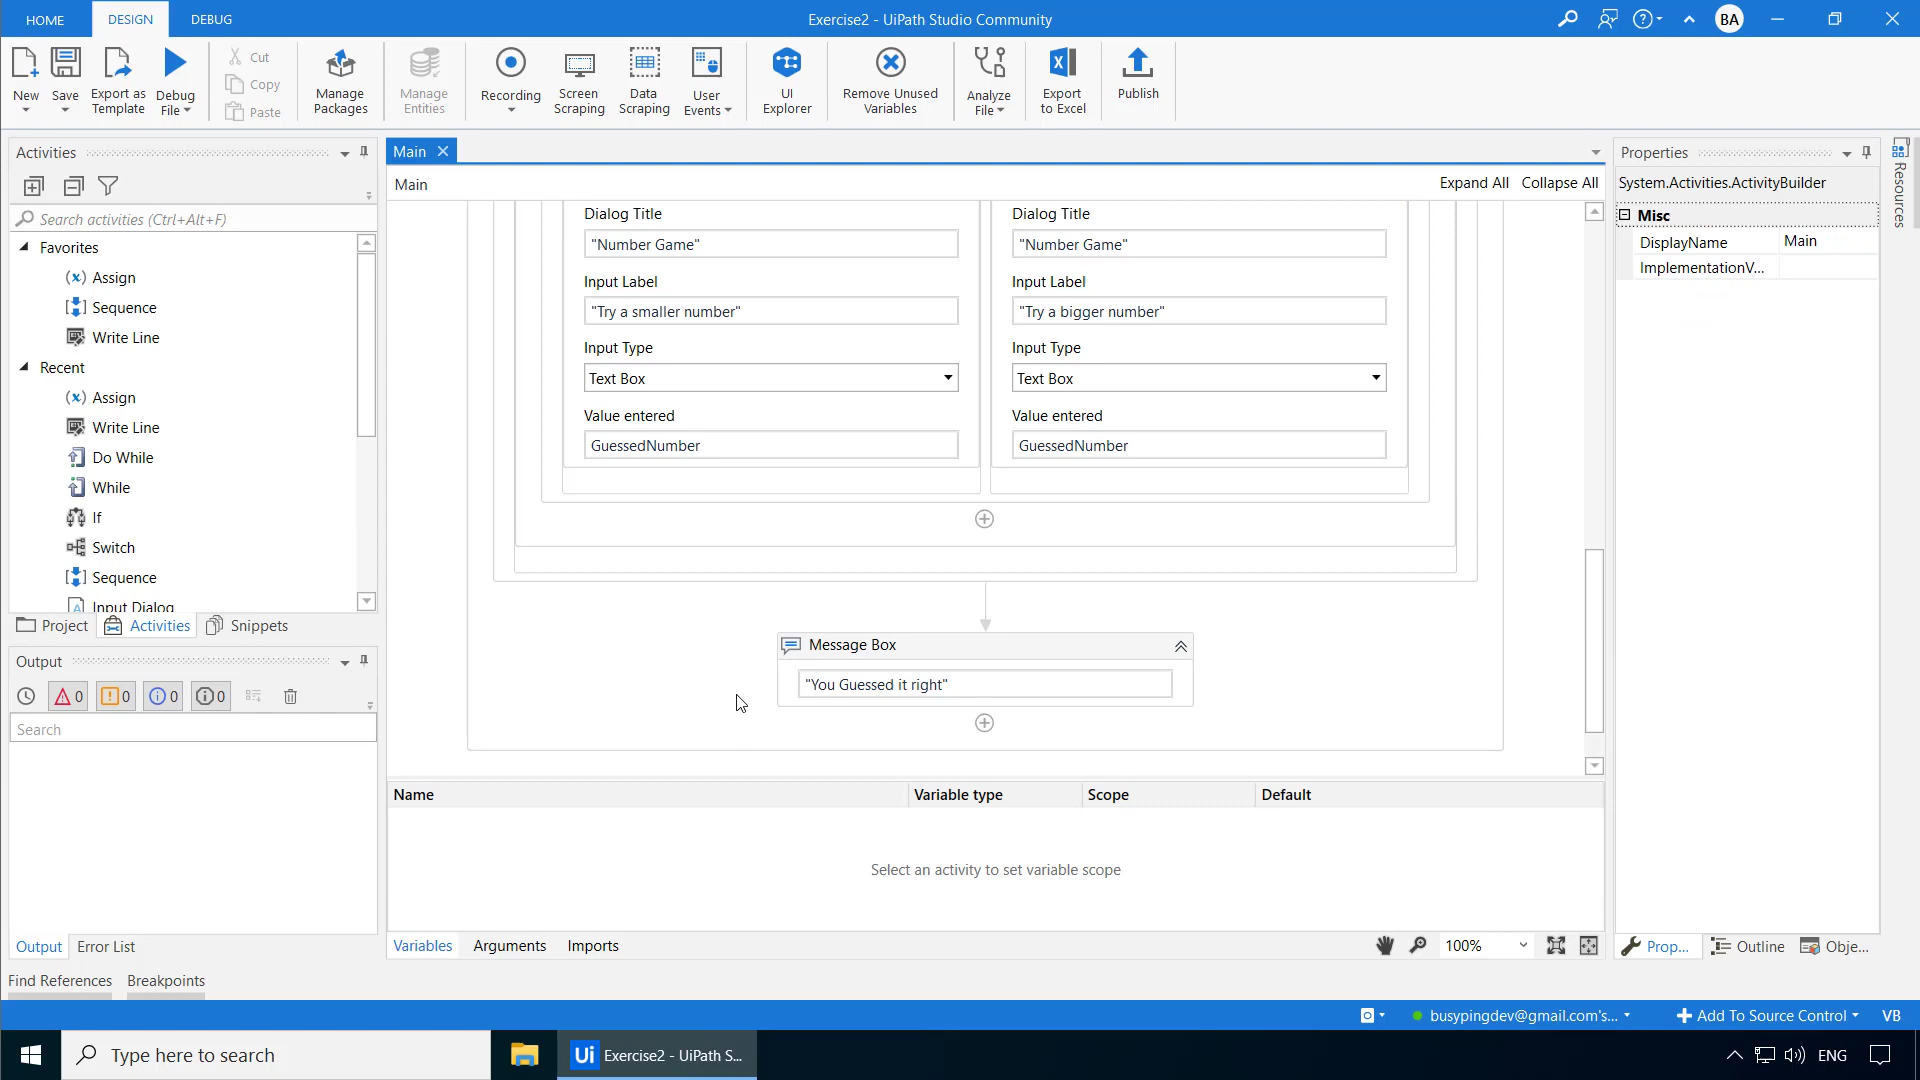 HOME
DESIGN
DEBUG
Exercise2 - UiPath Studio Community
BA
New
Save
Export as
Template
Debug
File
Cut
Copy
Paste
Manage
Packages
Manage
Entities
Recording
Screen
Scraping
Data
Scraping
User
Events
UI
Explorer
Remove Unused
Variables
Analyze
File
Export
to Excel
Publish
Activities
Search activities (Ctrl+Alt+F)
Favorites
Assign
Sequence
Write Line
Recent
Assign
Write Line
Do While
While
If
Switch
Sequence
Input Dialog
Project
Activities
Snippets
Output
0
0
0
0
Search
Output
Error List
Find References
Breakpoints
Main
Main
Expand All
Collapse All
Dialog Title
"Number Game"
Input Label
"Try a smaller number"
Input Type
Text Box
Value entered
GuessedNumber
Dialog Title
"Number Game"
Input Label
"Try a bigger number"
Input Type
Text Box
Value entered
GuessedNumber
Message Box
"You Guessed it right"
Name
Variable type
Scope
Default
Select an activity to set variable scope
Variables
Arguments
Imports
100%
Properties
System.Activities.ActivityBuilder
Misc
DisplayName
Main
ImplementationV...
Resources
Prop...
Outline
Obje...
busypingdev@gmail.com's...
Add To Source Control
VB
Type here to search
Ui
Exercise2 - UiPath S...
ENG